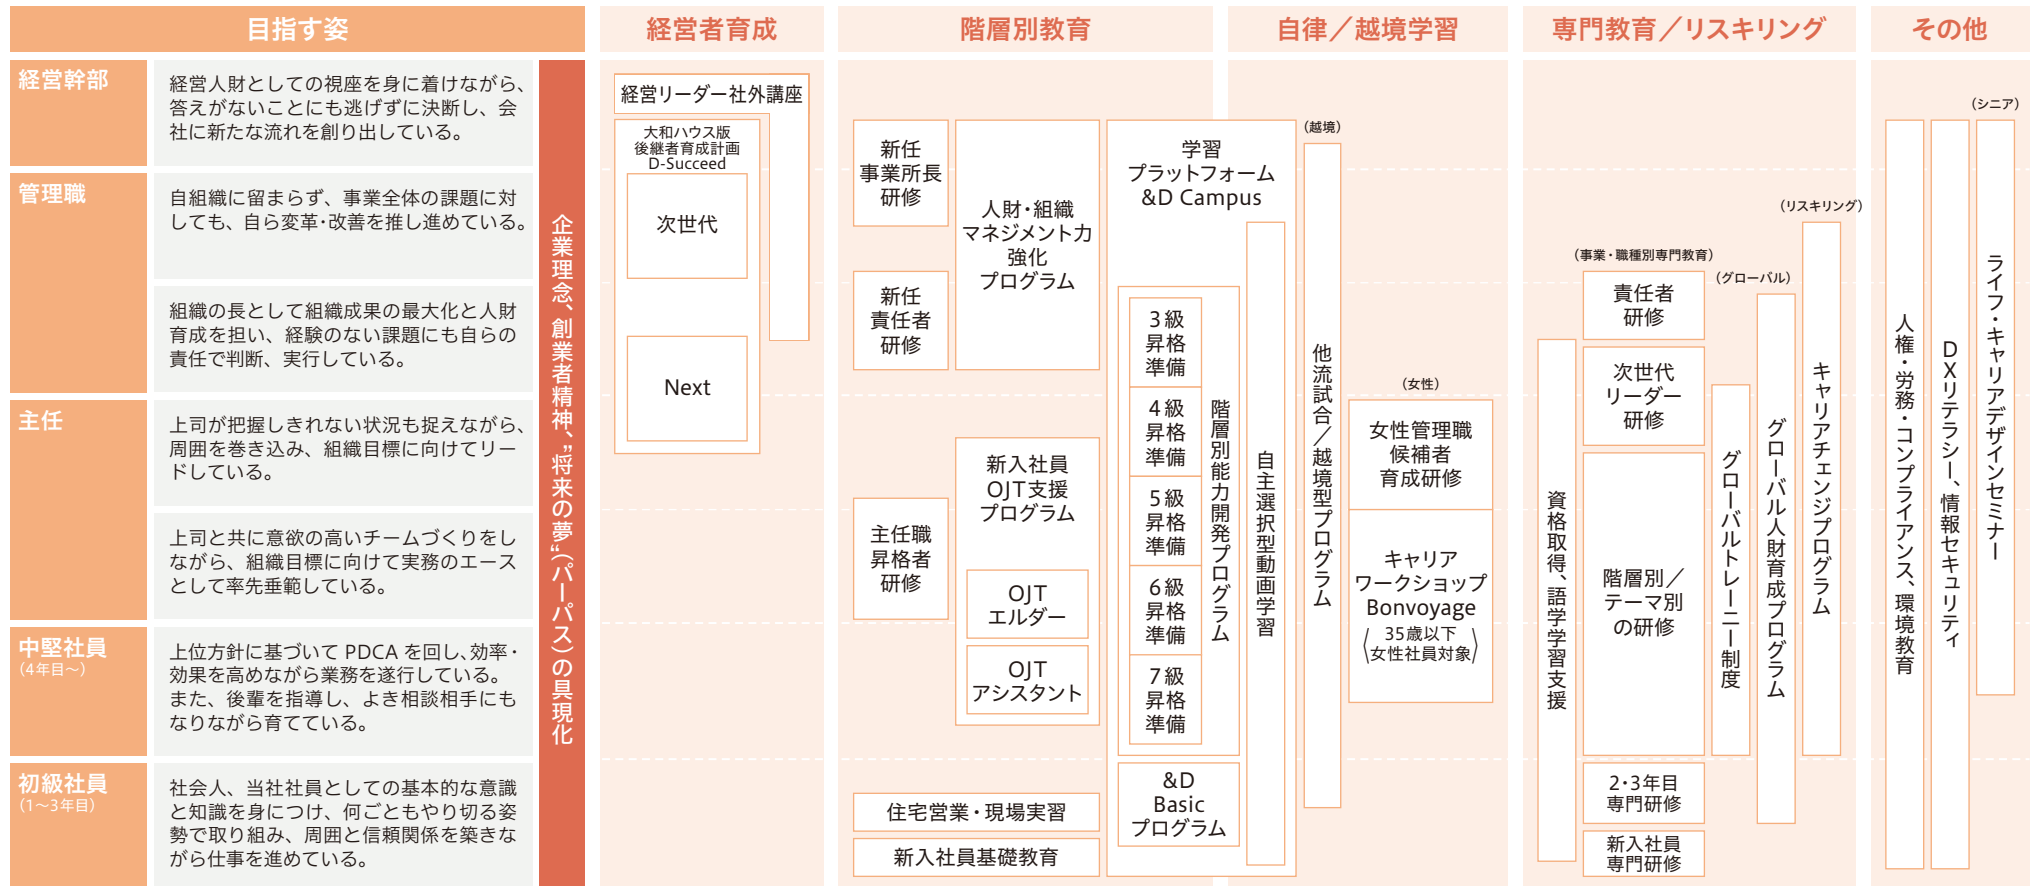 目指す姿
経営者育成
階層別教育
自律／越境学習
専門教育／リスキリング
その他
経営幹部
経営人財としての視座を身に着けながら、
答えがないことにも逃げずに決断し、会
社に新たな流れを創り出している。
管理職
自組織に留まらず、事業全体の課題に対
しても、自ら変革・改善を推し進めている。
組織の長として組織成果の最大化と人財
育成を担い、経験のない課題にも自らの
責任で判断、実行している。
主任
上司が把握しきれない状況も捉えながら、
周囲を巻き込み、組織目標に向けてリー
ドしている。
上司と共に意欲の高いチームづくりをし
ながら、組織目標に向けて実務のエース
として率先垂範している。
中堅社員
（4年目～）
上位方針に基づいて PDCA を回し、効率・
効果を高めながら業務を遂行している。
また、後輩を指導し、よき相談相手にも
なりながら育てている。
初級社員
（1～3年目）
社会人、当社社員としての基本的な意識
と知識を身につけ、何ごともやり切る姿
勢で取り組み、周囲と信頼関係を築きな
がら仕事を進めている。
企業理念、創業者精神、”将来の夢“（パーパス）の具現化
経営リーダー社外講座
大和ハウス版
後継者育成計画
D-Succeed
次世代
Next
新任
事業所長
研修
新任
責任者
研修
主任職
昇格者
研修
人財・組織
マネジメント力
強化
プログラム
新入社員
OJT支援
プログラム
OJT
エルダー
OJT
アシスタント
住宅営業・現場実習
新入社員基礎教育
学習
プラットフォーム
&D Campus
3級
昇格
準備
4級
昇格
準備
5級
昇格
準備
6級
昇格
準備
7級
昇格
準備
階層別能力開発プログラム
&D
Basic
プログラム
自主選択型動画学習
（越境）
他流試合／越境型プログラム
（女性）
女性管理職
候補者
育成研修
キャリア
ワークショップ
Bonvoyage
35歳以下
女性社員対象
資格取得、語学学習支援
（事業・職種別専門教育）
責任者
研修
次世代
リーダー
研修
階層別／
テーマ別
の研修
2・3年目
専門研修
新入社員
専門研修
（グローバル）
グローバルトレーニー制度
グローバル人財育成プログラム
（リスキリング）
キャリアチェンジプログラム
人権・労務・コンプライアンス、環境教育
DXリテラシー、情報セキュリティ
（シニア）
ライフ・キャリアデザインセミナー